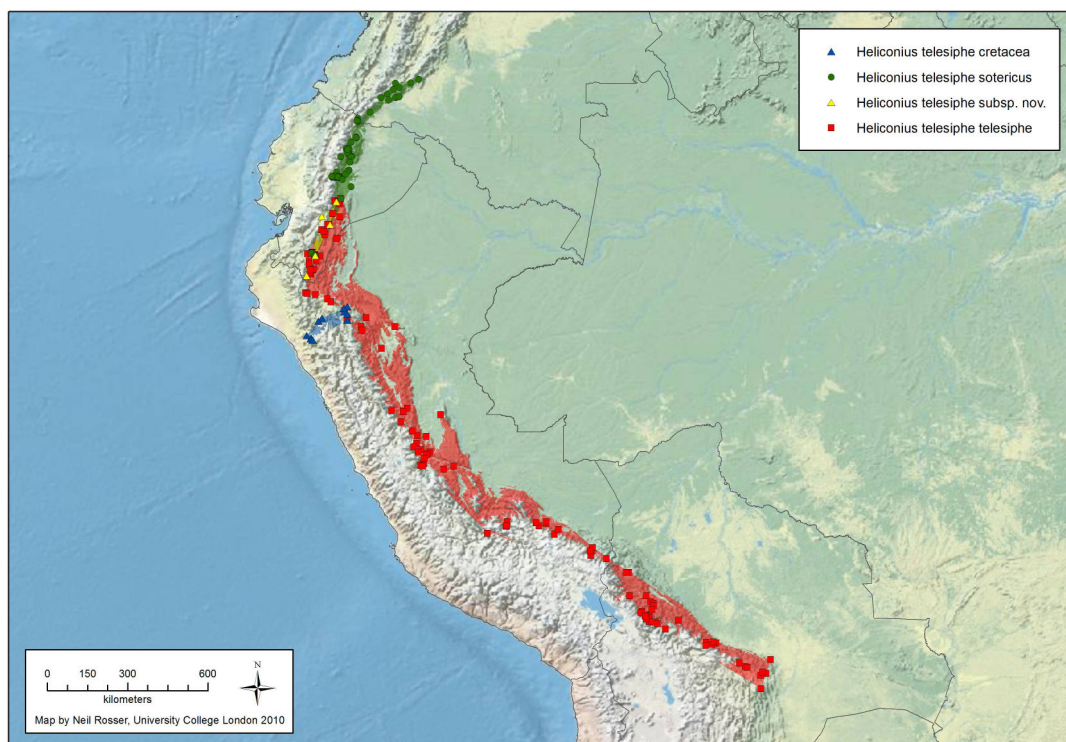 Heliconius telesiphe cretacea
Heliconius telesiphe sotericus
Heliconius telesiphe subsp. nov.
Heliconius telesiphe telesiphe
0 150 300 600
kilometers
N
Map by Neil Rosser, University College London 2010